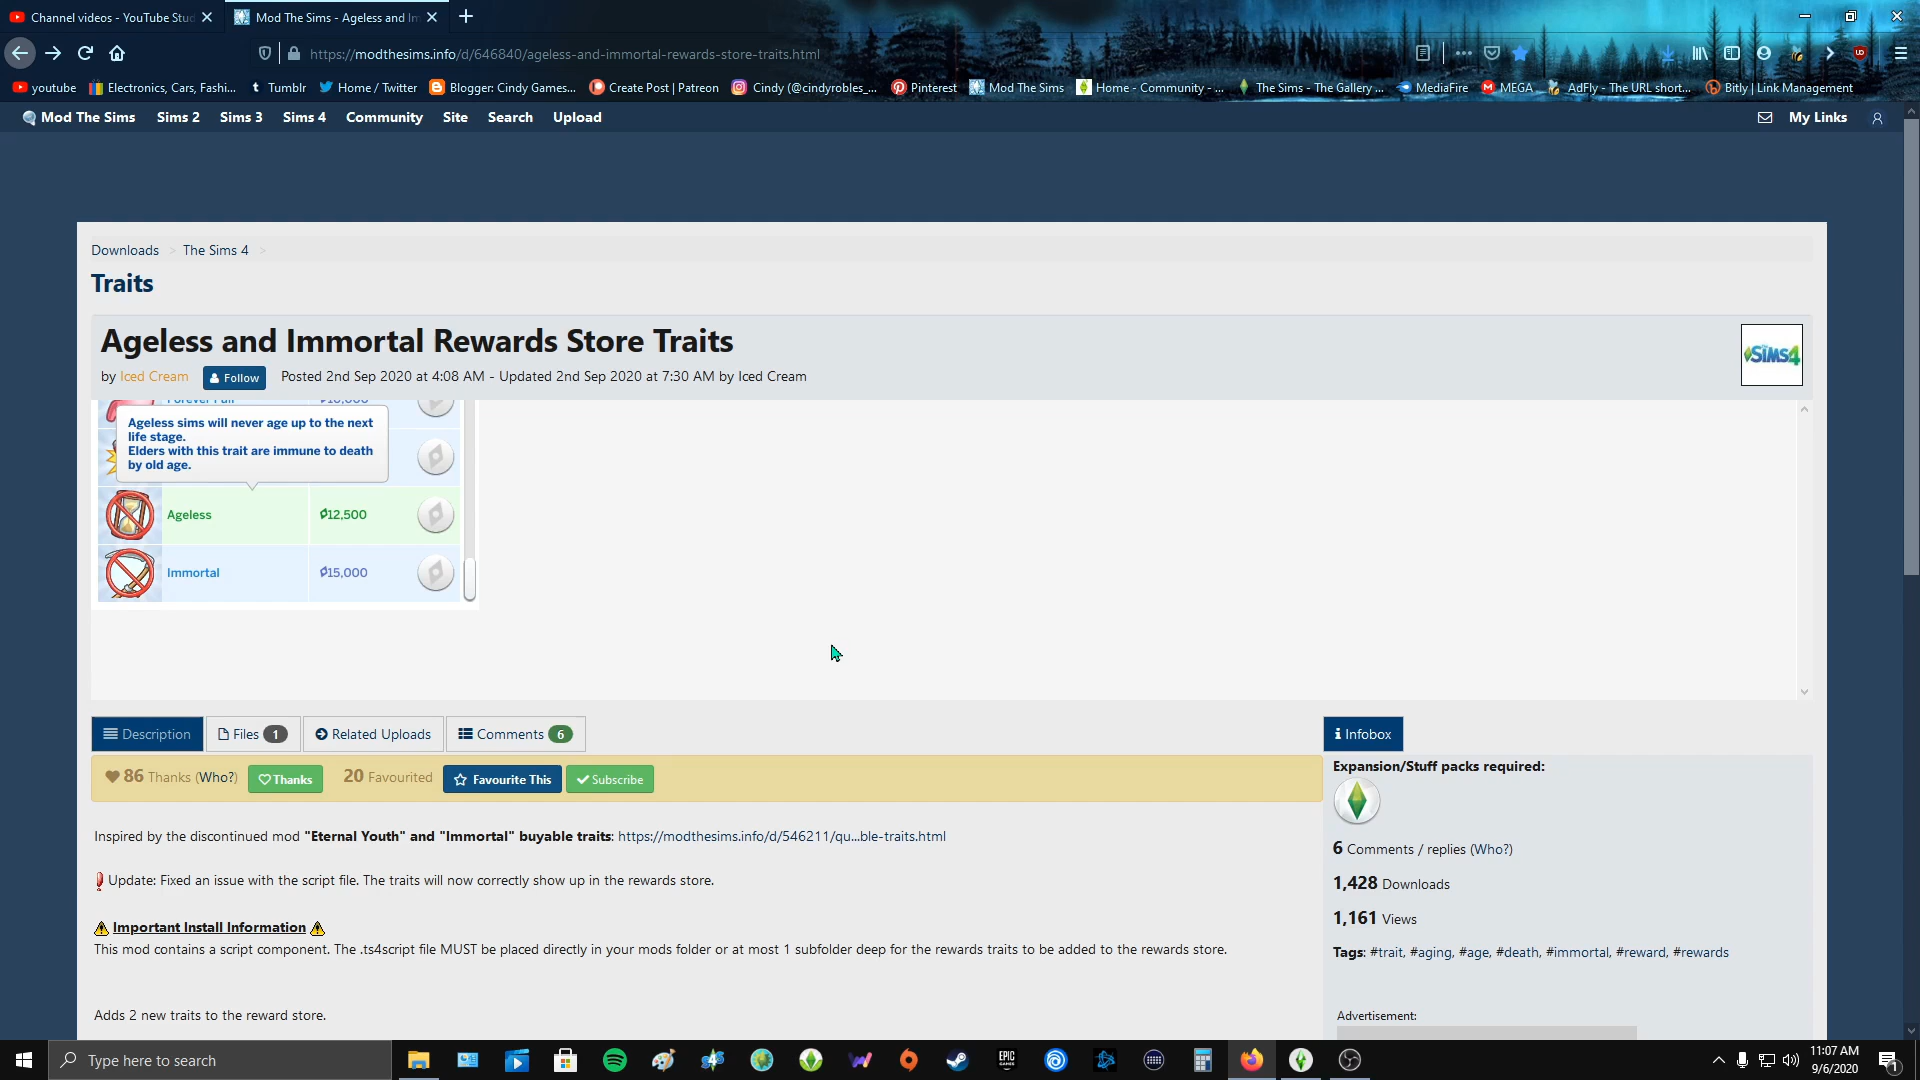 Channel videos - YouTube Stud
Mod The Sims - Ageless and Im
https://modthesims.info/d/646840/ageless-and-immortal-rewards-store-traits.html
youtube
Electronics, Cars, Fashi...
t Tumblr
Home / Twitter
Blogger: Cindy Games...
Create Post | Patreon
Cindy (@cindyrobles_...
Pinterest
Mod The Sims
Home - Community - ...
The Sims - The Gallery ...
MediaFire
MEGA
AdFly - The URL short...
Bitly | Link Management
Mod The Sims Sims 2 Sims 3 Sims 4 Community Site Search Upload
My Links
Downloads > The Sims 4 >
Traits
Ageless and Immortal Rewards Store Traits
by Iced Cream Follow Posted 2nd Sep 2020 at 4:08 AM - Updated 2nd Sep 2020 at 7:30 AM by Iced Cream
SIMS4
Ageless sims will never age up to the next
life stage.
Elders with this trait are immune to death
by old age.
Ageless 12,500
Immortal 15,000
Description
Files 1
Related Uploads
Comments 6
Infobox
86 Thanks (Who?) Thanks 20 Favourited Favourite This Subscribe
Inspired by the discontinued mod "Eternal Youth" and "Immortal" buyable traits: https://modthesims.info/d/546211/qu...ble-traits.html
Update: Fixed an issue with the script file. The traits will now correctly show up in the rewards store.
Important Install Information
This mod contains a script component. The .ts4script file MUST be placed directly in your mods folder or at most 1 subfolder deep for the rewards traits to be added to the rewards store.
Adds 2 new traits to the reward store.
Expansion/Stuff packs required:
6 Comments / replies (Who?)
1,428 Downloads
1,161 Views
Tags: #trait, #aging, #age, #death, #immortal, #reward, #rewards
Advertisement:
Type here to search
EPIC GAMES
11:07 AM
9/6/2020
1